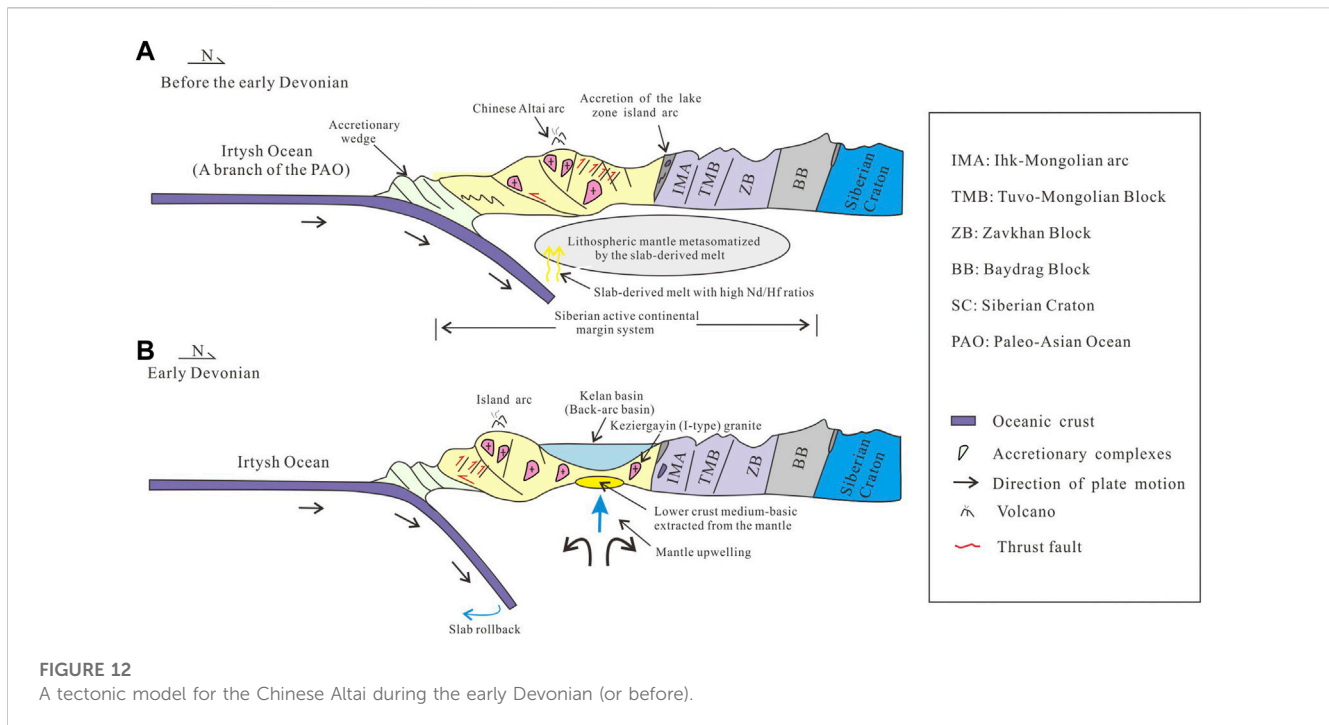 A
N
Before the early Devonian
Chinese Altai arc
Accretion of the lake
zone island arc
Accretionary
wedge
Irtysh Ocean
(A branch of the PAO)
IMA
TMB
ZB
BB
Siberian
Craton
Lithospheric mantle metasomatized
by the slab-derived melt
Slab-derived melt with high Nd/Hf ratios
Siberian active continental
margin system
B
N
Early Devonian
Island arc
Kelan basin
(Back-arc basin)
Keziergayin (I-type) granite
Irtysh Ocean
IMA
TMB
ZB
BB
Siberian
Craton
Lower crust medium-basic
extracted from the mantle
Mantle upwelling
Slab rollback
IMA: Ihk-Mongolian arc
TMB: Tuvo-Mongolian Block
ZB: Zavkhan Block
BB: Baydrag Block
SC: Siberian Craton
PAO: Paleo-Asian Ocean
Oceanic crust
Accretionary complexes
Direction of plate motion
Volcano
Thrust fault
FIGURE 12
A tectonic model for the Chinese Altai during the early Devonian (or before).